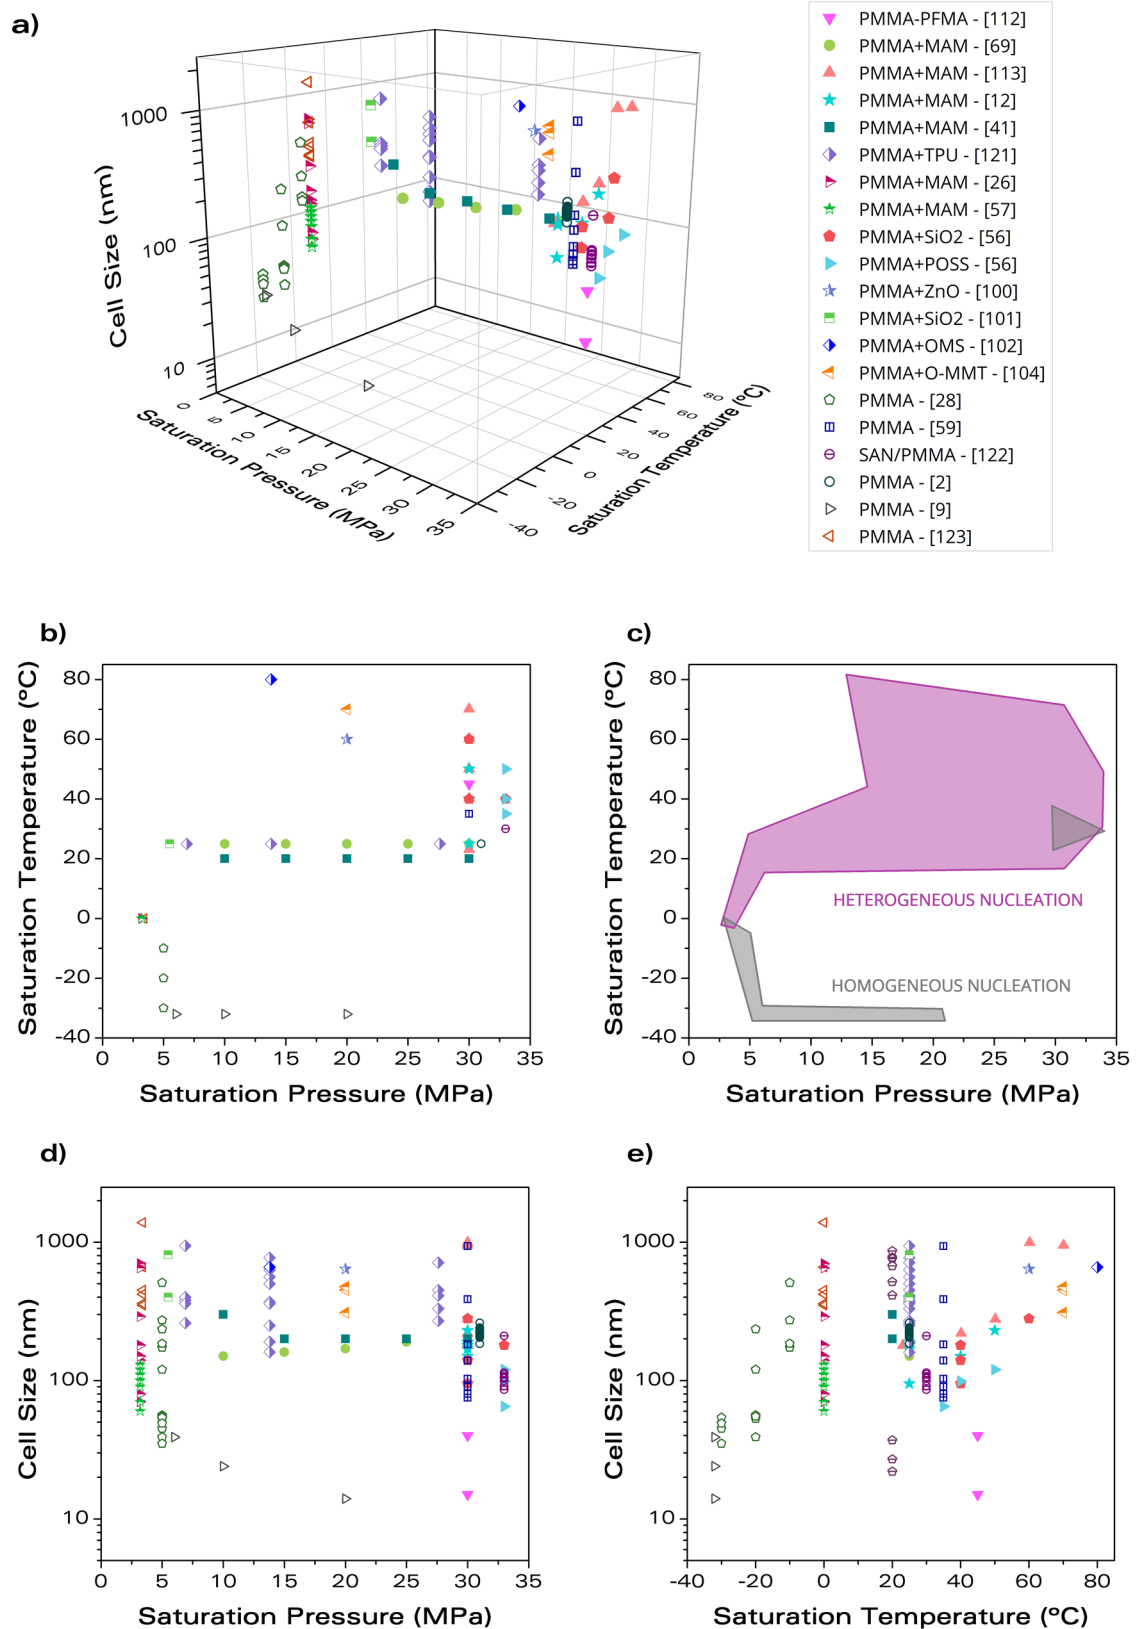 a)
1000
100
10
Cell Size (nm)
0
5
10
15
20
25
30
35
Saturation Pressure (MPa)
-40
-20
0
20
40
60
80
Saturation Temperature (ºC)
PMMA-PFMA - [112]
PMMA+MAM - [69]
PMMA+MAM - [113]
PMMA+MAM - [12]
PMMA+MAM - [41]
PMMA+TPU - [121]
PMMA+MAM - [26]
PMMA+MAM - [57]
PMMA+SiO2 - [56]
PMMA+POSS - [56]
PMMA+ZnO - [100]
PMMA+SiO2 - [101]
PMMA+OMS - [102]
PMMA+O-MMT - [104]
PMMA - [28]
PMMA - [59]
SAN/PMMA - [122]
PMMA - [2]
PMMA - [9]
PMMA - [123]
b)
Saturation Temperature (ºC)
80
60
40
20
0
-20
-40
0 5 10 15 20 25 30 35
Saturation Pressure (MPa)
c)
Saturation Temperature (ºC)
80
60
40
20
0
-20
-40
HETEROGENEOUS NUCLEATION
HOMOGENEOUS NUCLEATION
0 5 10 15 20 25 30 35
Saturation Pressure (MPa)
d)
Cell Size (nm)
1000
100
10
0 5 10 15 20 25 30 35
Saturation Pressure (MPa)
e)
Cell Size (nm)
1000
100
10
-40 -20 0 20 40 60 80
Saturation Temperature (ºC)